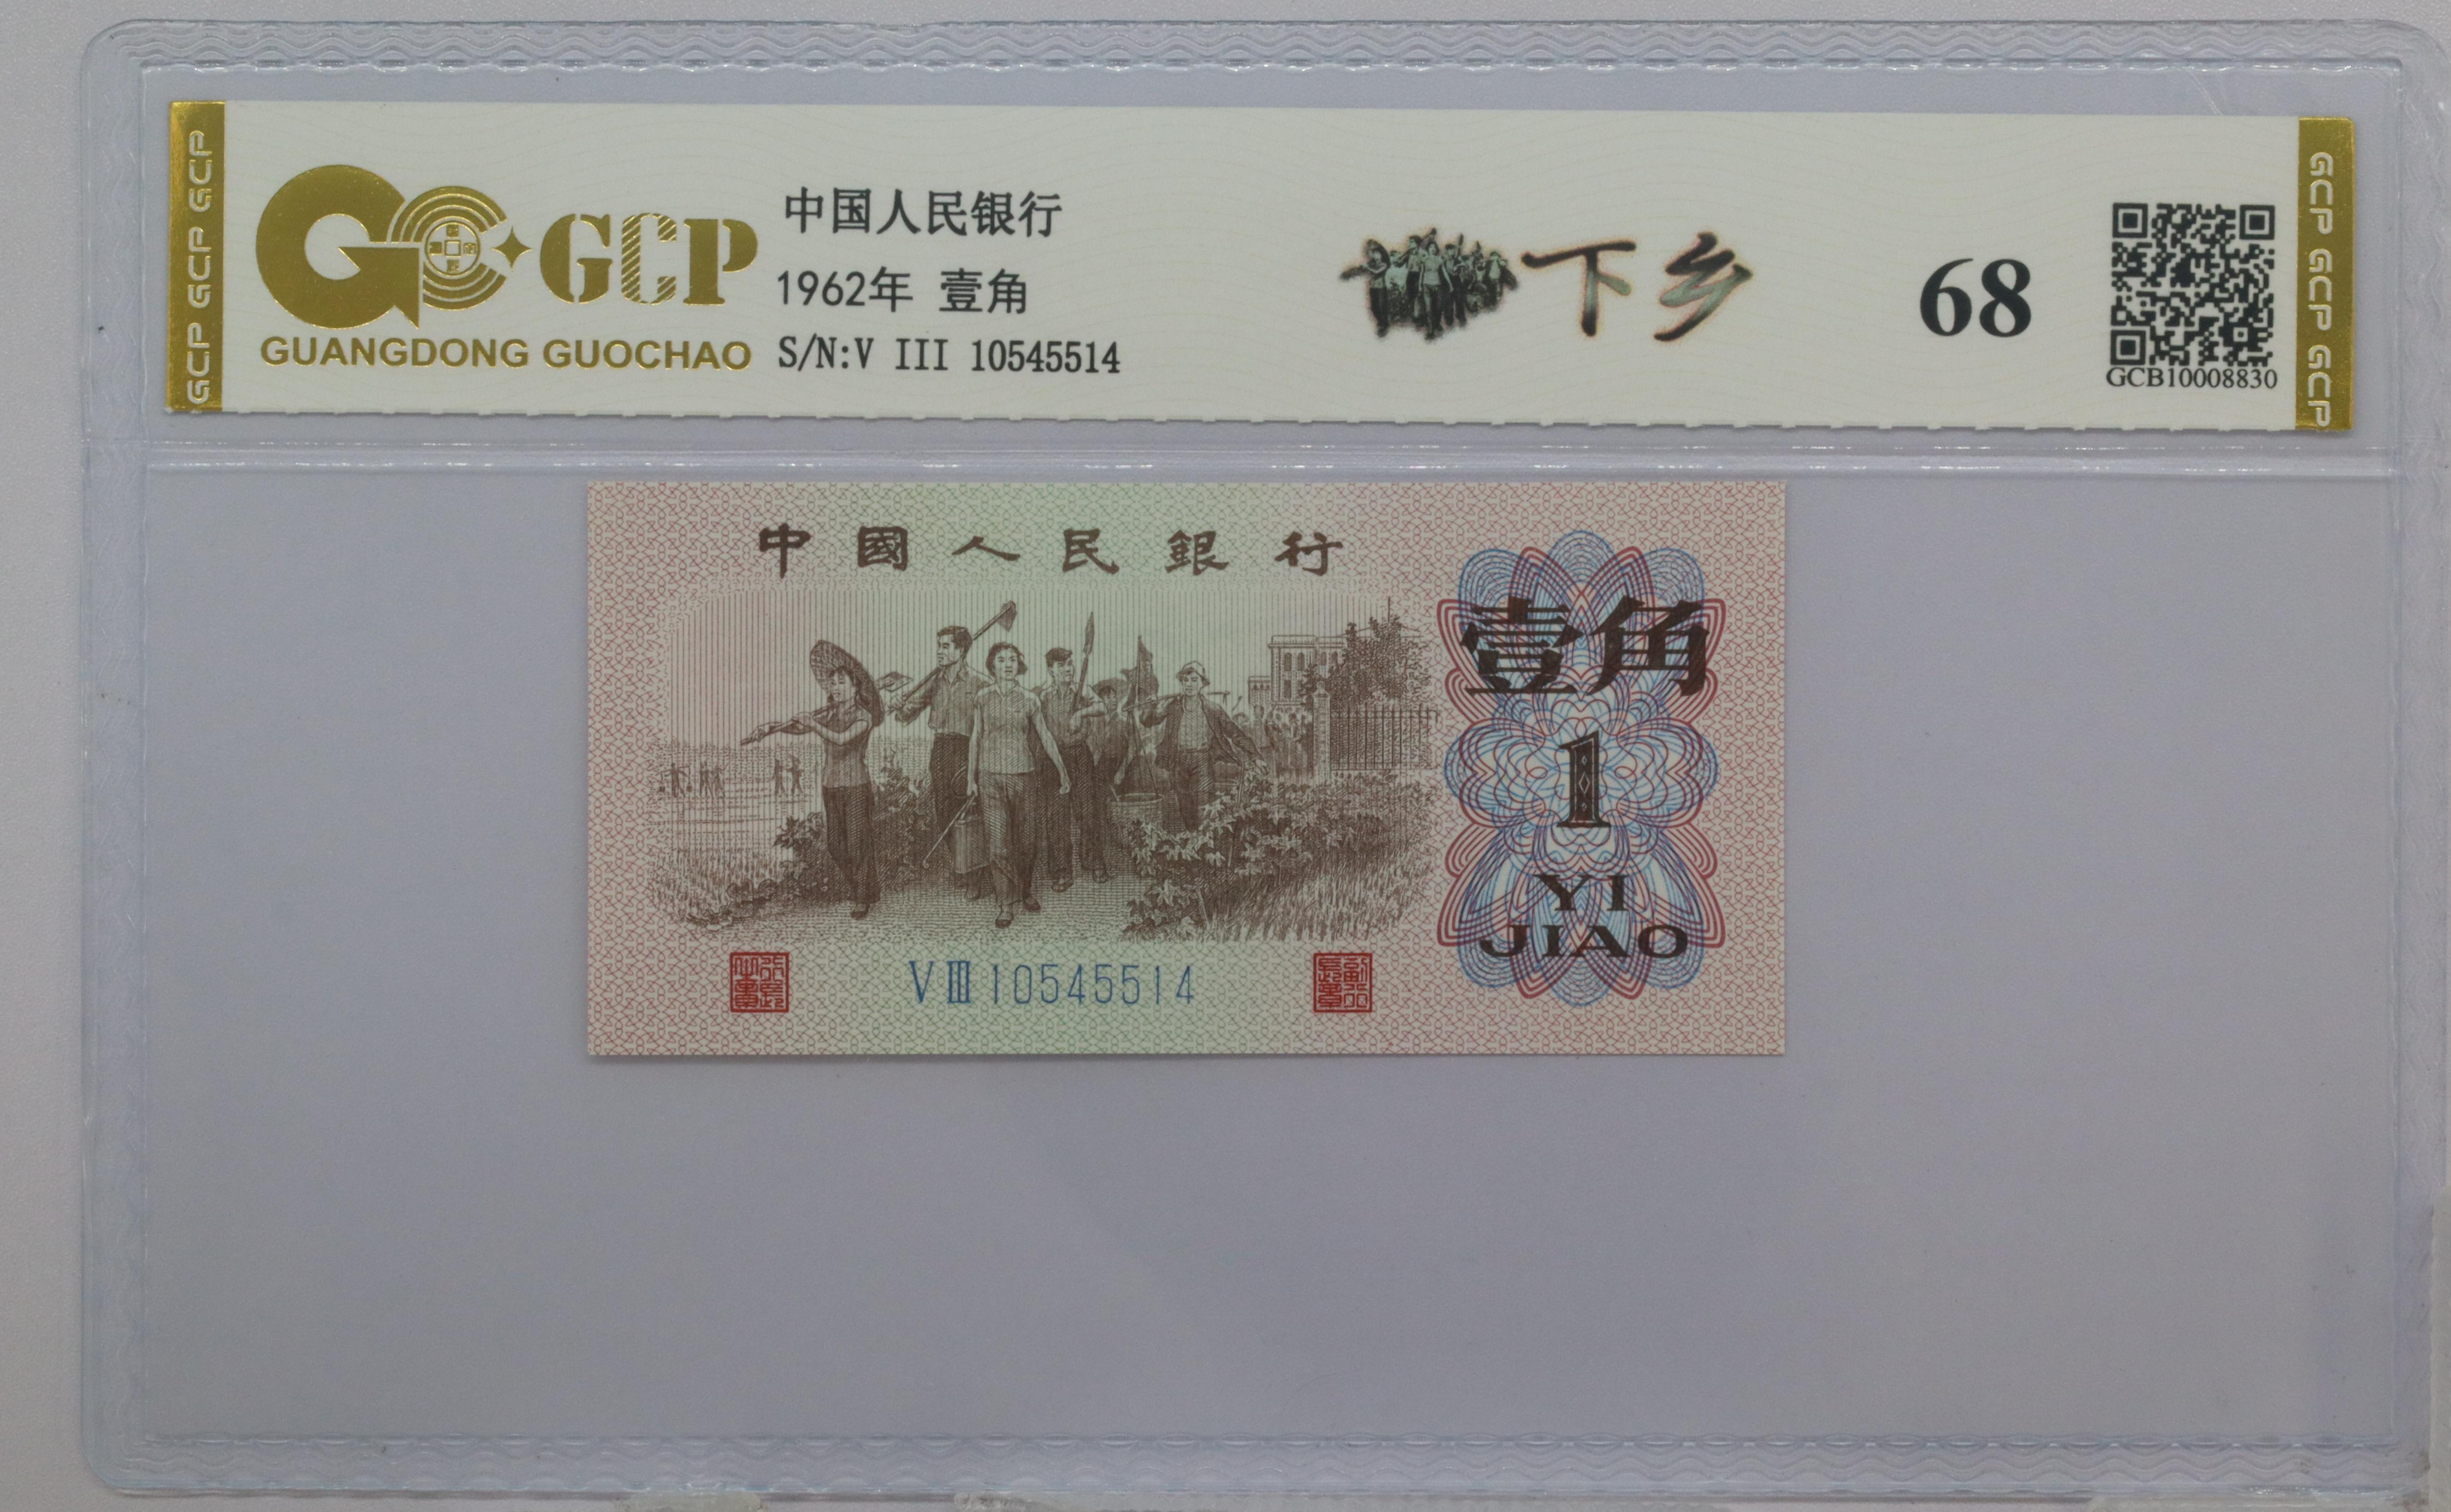 GCP GCP GCP
GCP
GUANGDONG GUOCHAO
中国人民银行
1962年 壹角
S/N:V III 10545514
下乡
68
GCB10008830
GCP GCP GCP
中國人民銀行
壹角
1
YI
JIAO
VIII 10545514